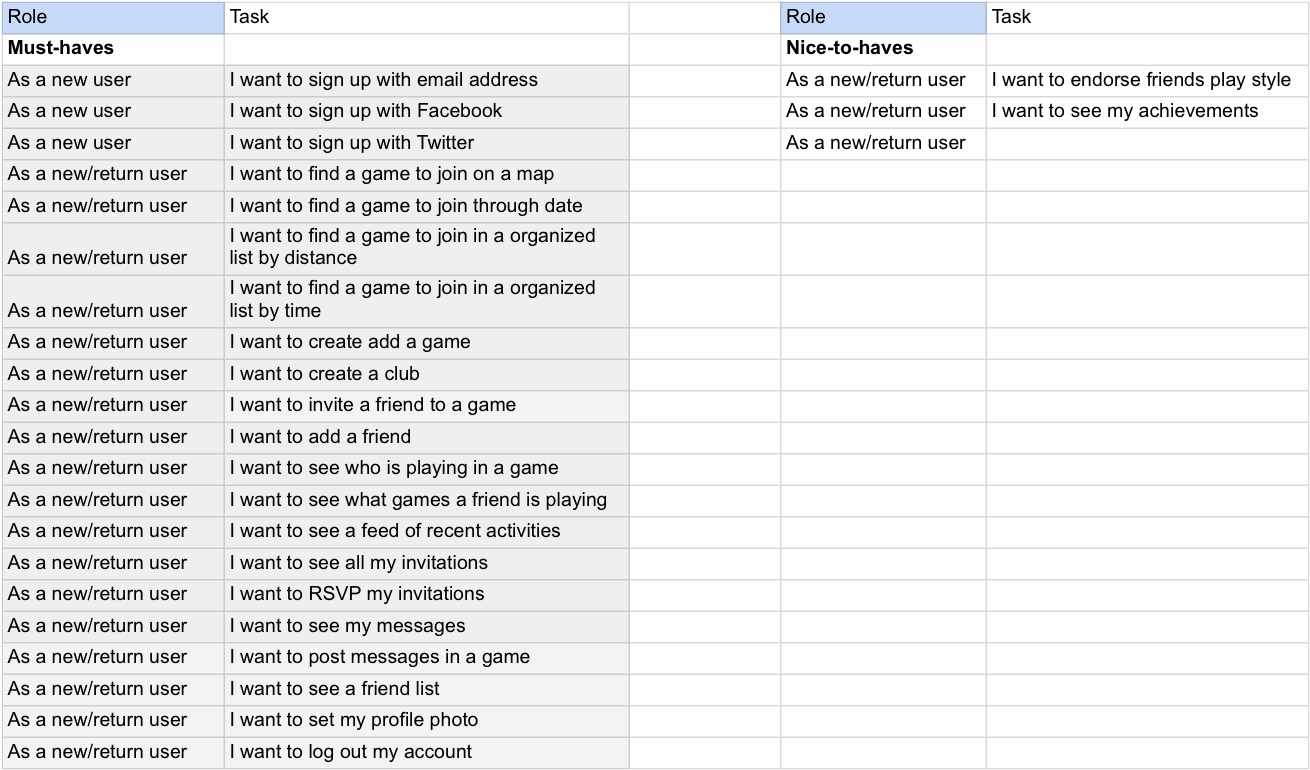 Role Task Role Task
Must-haves Nice-to-haves
As a new user I want to sign up with email address As a new/return user I want to endorse friends play style
As a new user I want to sign up with Facebook As a new/return user I want to see my achievements
As a new user I want to sign up with Twitter As a new/return user
As a new/return user I want to find a game to join on a map
As a new/return user I want to find a game to join through date
I want to find a game to join in a organized
As a new/return user list by distance
I want to find a game to join in a organized
As a new/return user list by time
As a new/return user I want to create add a game
As a new/return user I want to create a club
As a new/return user I want to invite a friend to a game
As a new/return user I want to add a friend
As a new/return user I want to see who is playing in a game
As a new/return user I want to see what games a friend is playing
As a new/return user I want to see a feed of recent activities
As a new/return user I want to see all my invitations
As a new/return user I want to RSVP my invitations
As a new/return user I want to see my messages
As a new/return user I want to post messages in a game
As a new/return user I want to see a friend list
As a new/return user I want to set my profile photo
As a new/return user I want to log out my account